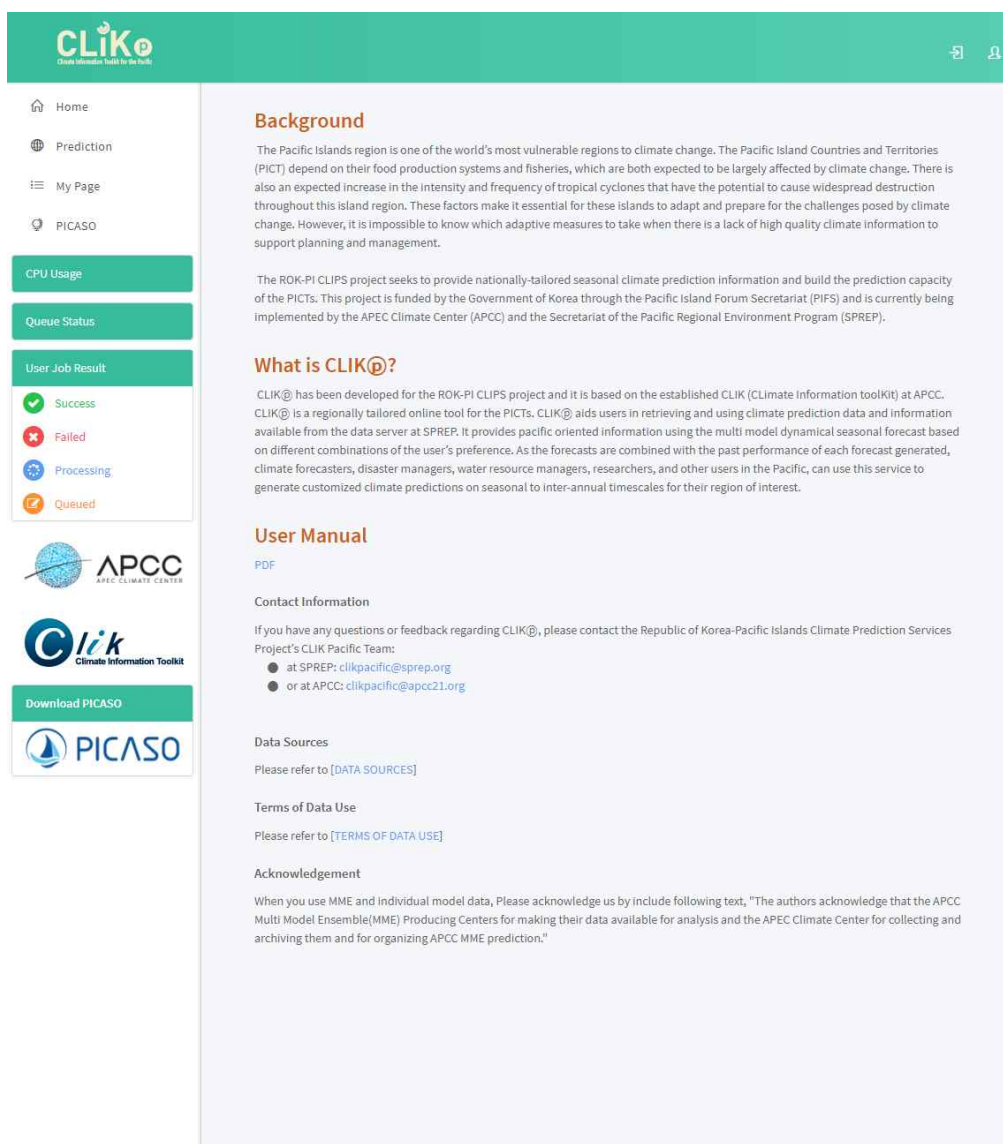 CLiK ⓟ
Climate Information Toolkit for the Pacific
Home
Prediction
My Page
PICASO
CPU Usage
Queue Status
User Job Result
Success
Failed
Processing
Queued
APCC
APEC CLIMATE CENTER
Clik
Climate Information Toolkit
Download PICASO
PICASO
Background
The Pacific Islands region is one of the world's most vulnerable regions to climate change. The Pacific Island Countries and Territories
(PICT) depend on their food production systems and fisheries, which are both expected to be largely affected by climate change. There is
also an expected increase in the intensity and frequency of tropical cyclones that have the potential to cause widespread destruction
throughout this island region. These factors make it essential for these islands to adapt and prepare for the challenges posed by climate
change. However, it is impossible to know which adaptive measures to take when there is a lack of high quality climate information to
support planning and management.
The ROK-PI CLIPS project seeks to provide nationally-tailored seasonal climate prediction information and build the prediction capacity
of the PICTs. This project is funded by the Government of Korea through the Pacific Island Forum Secretariat (PIFS) and is currently being
implemented by the APEC Climate Center (APCC) and the Secretariat of the Pacific Regional Environment Program (SPREP).
What is CLIKⓟ?
CLIKⓟ has been developed for the ROK-PI CLIPS project and it is based on the established CLIK (CLimate Information toolKit) at APCC.
CLIKⓟ is a regionally tailored online tool for the PICTs. CLIKⓟ aids users in retrieving and using climate prediction data and information
available from the data server at SPREP. It provides pacific oriented information using the multi model dynamical seasonal forecast based
on different combinations of the user's preference. As the forecasts are combined with the past performance of each forecast generated,
climate forecasters, disaster managers, water resource managers, researchers, and other users in the Pacific, can use this service to
generate customized climate predictions on seasonal to inter-annual timescales for their region of interest.
User Manual
PDF
Contact Information
If you have any questions or feedback regarding CLIKⓟ, please contact the Republic of Korea-Pacific Islands Climate Prediction Services
Project's CLIK Pacific Team:
● at SPREP: clikpacific@sprep.org
● or at APCC: clikpacific@apcc21.org
Data Sources
Please refer to [DATA SOURCES]
Terms of Data Use
Please refer to [TERMS OF DATA USE]
Acknowledgement
When you use MME and individual model data, Please acknowledge us by include following text, "The authors acknowledge that the APCC
Multi Model Ensemble(MME) Producing Centers for making their data available for analysis and the APEC Climate Center for collecting and
archiving them and for organizing APCC MME prediction."